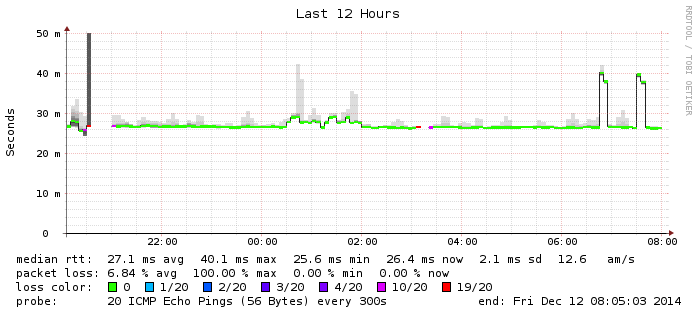 Last 12 Hours
RRDTOOL / TOBI OETIKER
Seconds
50 m
40 m
30 m
20 m
10 m
0
22:00 00:00 02:00 04:00 06:00 08:00
median rtt: 27.1 ms avg 40.1 ms max 25.6 ms min 26.4 ms now 2.1 ms sd 12.6 am/s
packet loss: 6.84 % avg 100.00 % max 0.00 % min 0.00 % now
loss color: 0 1/20 2/20 3/20 4/20 10/20 19/20
probe: 20 ICMP Echo Pings (56 Bytes) every 300s end: Fri Dec 12 08:05:03 2014